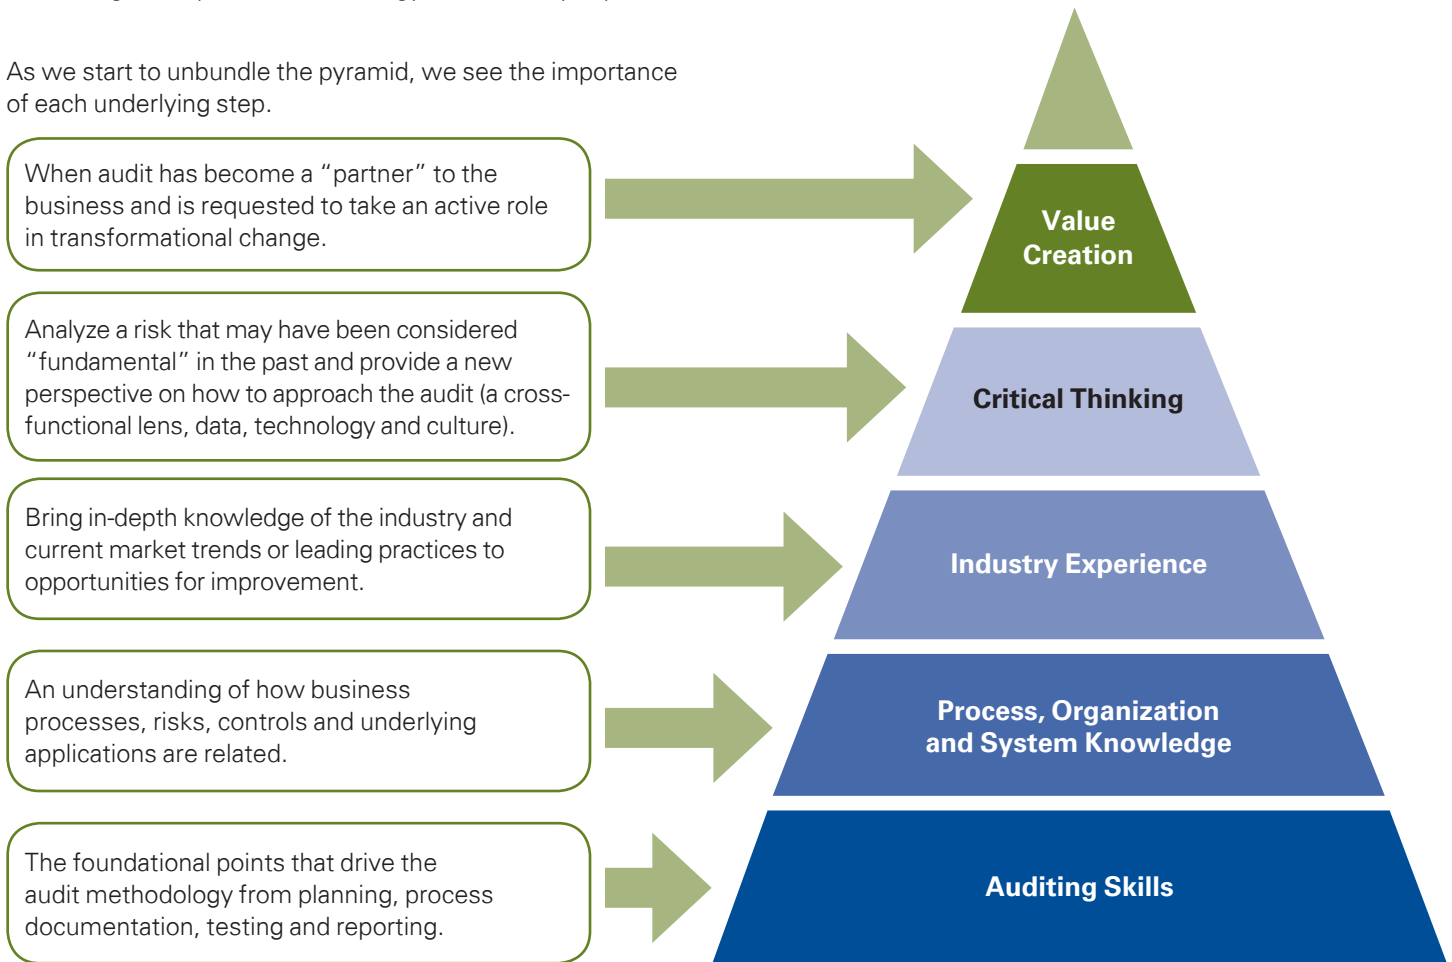 As we start to unbundle the pyramid, we see the importance
of each underlying step.
When audit has become a “partner” to the
business and is requested to take an active role
in transformational change.
Value
Creation
Analyze a risk that may have been considered
“fundamental” in the past and provide a new
perspective on how to approach the audit (a cross-
functional lens, data, technology and culture).
Critical Thinking
Bring in-depth knowledge of the industry and
current market trends or leading practices to
opportunities for improvement.
Industry Experience
An understanding of how business
processes, risks, controls and underlying
applications are related.
Process, Organization
and System Knowledge
The foundational points that drive the
audit methodology from planning, process
documentation, testing and reporting.
Auditing Skills